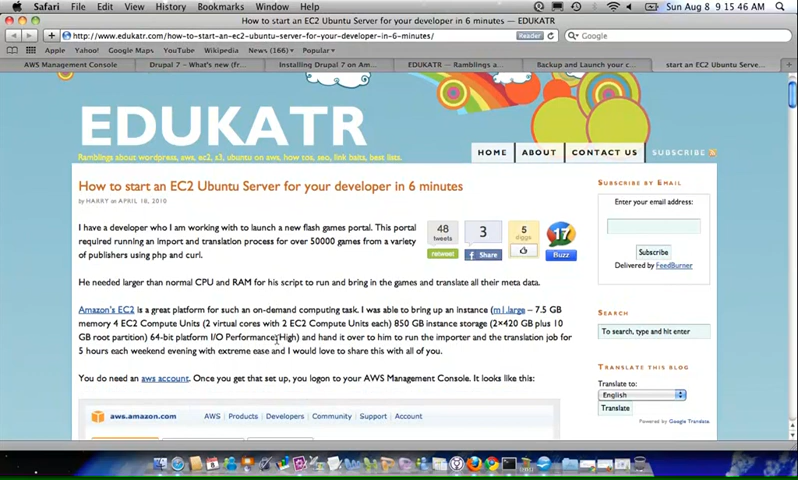 Safari File Edit View History Bookmarks Window Help Sun Aug 8 9:15:46 AM
How to start an EC2 Ubuntu Server for your developer in 6 minutes — EDUKATR
http://www.edukatr.com/how-to-start-an-ec2-ubuntu-server-for-your-developer-in-6-minutes/ Reader Google
Apple Yahoo! Google Maps YouTube Wikipedia News (166) Popular
AWS Management Console Drupal 7 – What's new (fr... Installing Drupal 7 on Am... EDUKATR — Ramblings a... Backup and Launch your c... start an EC2 Ubuntu Serve...
EDUKATR
Ramblings about wordpress, aws, ec2, s3, ubuntu on aws, how tos, seo, link baits, best lists.
HOME ABOUT CONTACT US SUBSCRIBE
How to start an EC2 Ubuntu Server for your developer in 6 minutes
by HARRY on APRIL 18, 2010
I have a developer who I am working with to launch a new flash games portal. This portal
required running an import and translation process for over 50000 games from a variety
of publishers using php and curl.
48 tweets retweet
3 Share
5 diggs
17 Buzz
He needed larger than normal CPU and RAM for his script to run and bring in the games and translate all their meta data.
Amazon's EC2 is a great platform for such an on-demand computing task. I was able to bring up an instance (m1.large – 7.5 GB
memory 4 EC2 Compute Units (2 virtual cores with 2 EC2 Compute Units each) 850 GB instance storage (2×420 GB plus 10
GB root partition) 64-bit platform I/O Performance:High) and hand it over to him to run the importer and the translation job for
5 hours each weekend evening with extreme ease and I would love to share this with all of you.
You do need an aws account. Once you get that set up, you logon to your AWS Management Console. It looks like this:
aws.amazon.com AWS Products Developers Community Support Account
SUBSCRIBE BY EMAIL
Enter your email address:
Subscribe
Delivered by FeedBurner
SEARCH
To search, type and hit enter
TRANSLATE THIS BLOG
Translate to:
English
Translate
Powered by Google Translate.